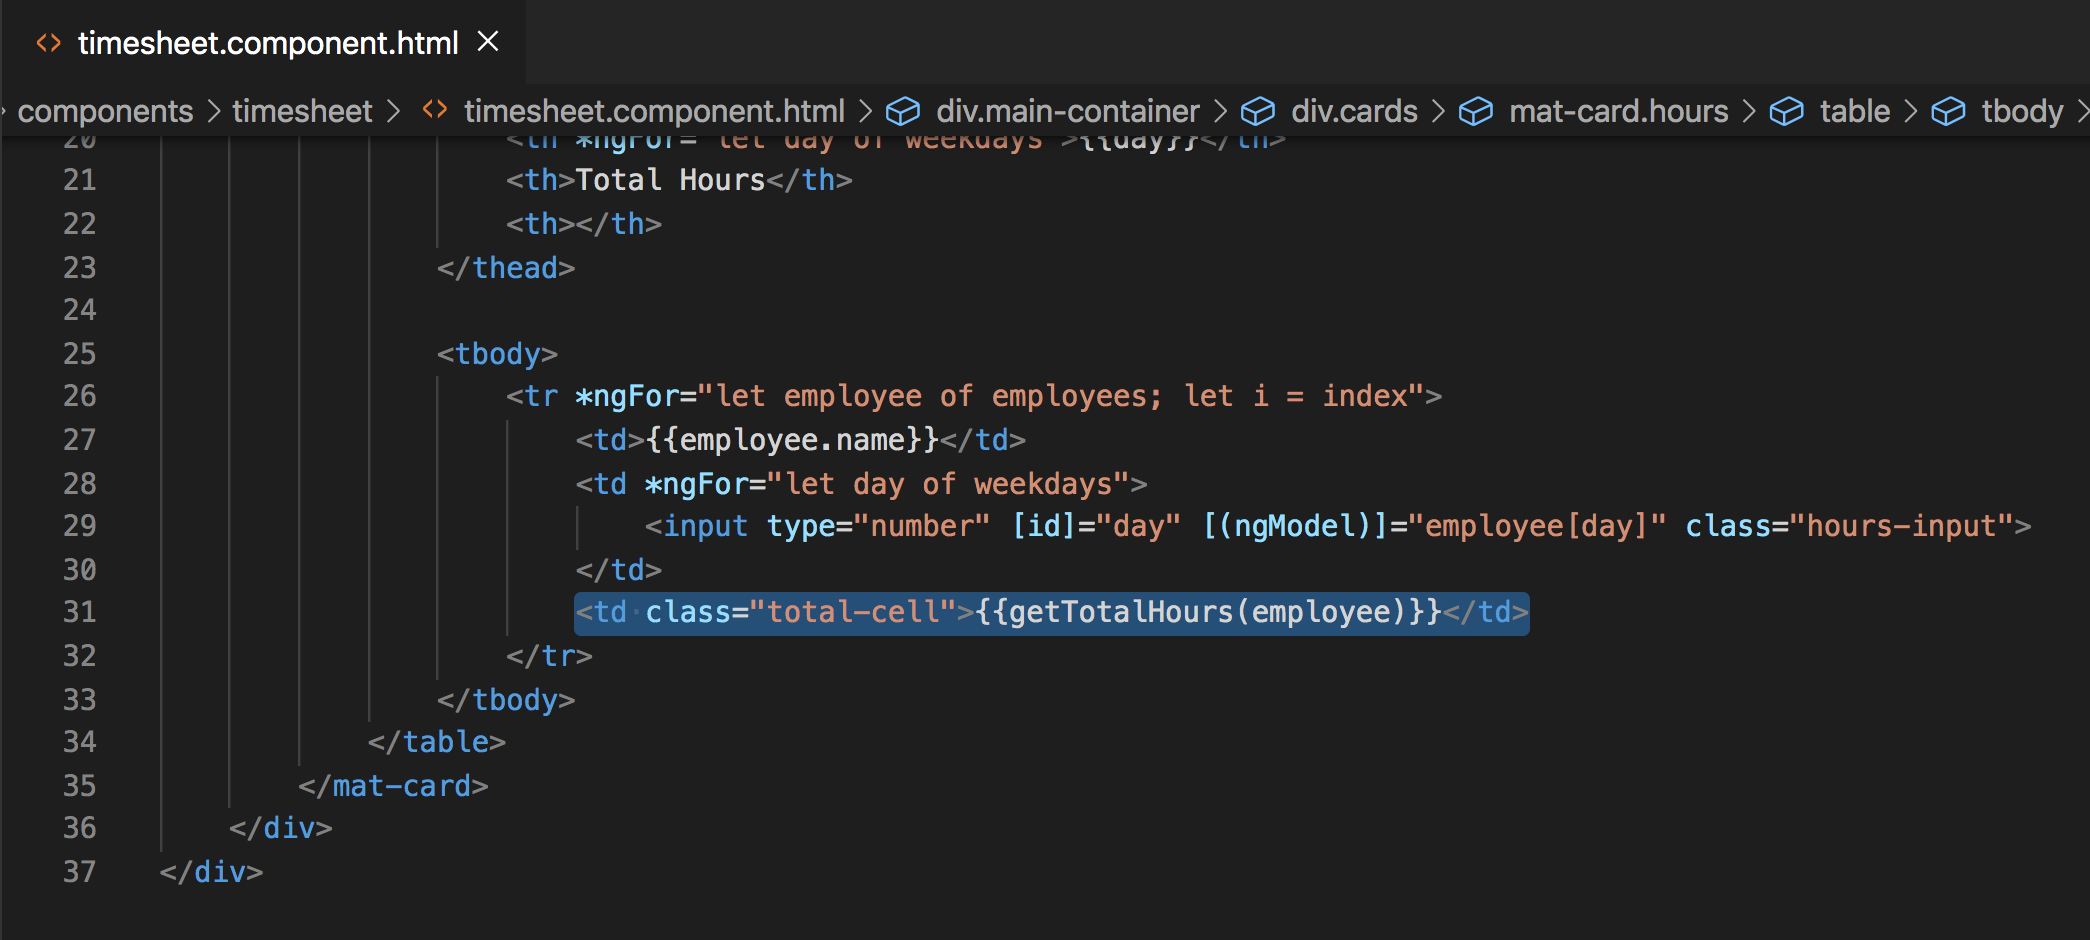 timesheet.component.html
components timesheet timesheet.component.html div.main-container div.cards mat-card.hours table tbody
20 <th *ngFor="let day of weekdays">{{day}}</th>
21 <th>Total Hours</th>
22 <th></th>
23 </thead>
24
25 <tbody>
26 <tr *ngFor="let employee of employees; let i = index">
27 <td>{{employee.name}}</td>
28 <td *ngFor="let day of weekdays">
29 <input type="number" [id]="day" [(ngModel)]="employee[day]" class="hours-input">
30 </td>
31 <td class="total-cell">{{getTotalHours(employee)}}</td>
32 </tr>
33 </tbody>
34 </table>
35 </mat-card>
36 </div>
37 </div>